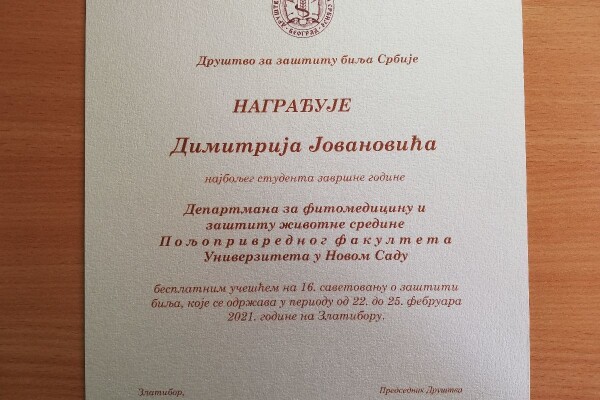 БЕОГРАД
Друштво за заштиту биља Србије
НАГРАЂУЈЕ
Димитрија Јовановића
најбољег студента завршне године
Департмана за фитомедицину и
заштиту животне средине
Пољопривредног факултета
Универзитета у Новом Саду
бесплатним учешћем на 16. саветовању о заштити
биља, које се одржава у периоду од 22. до 25. фебруара
2021. године на Златибору.
Златибор,
Председник Друштва